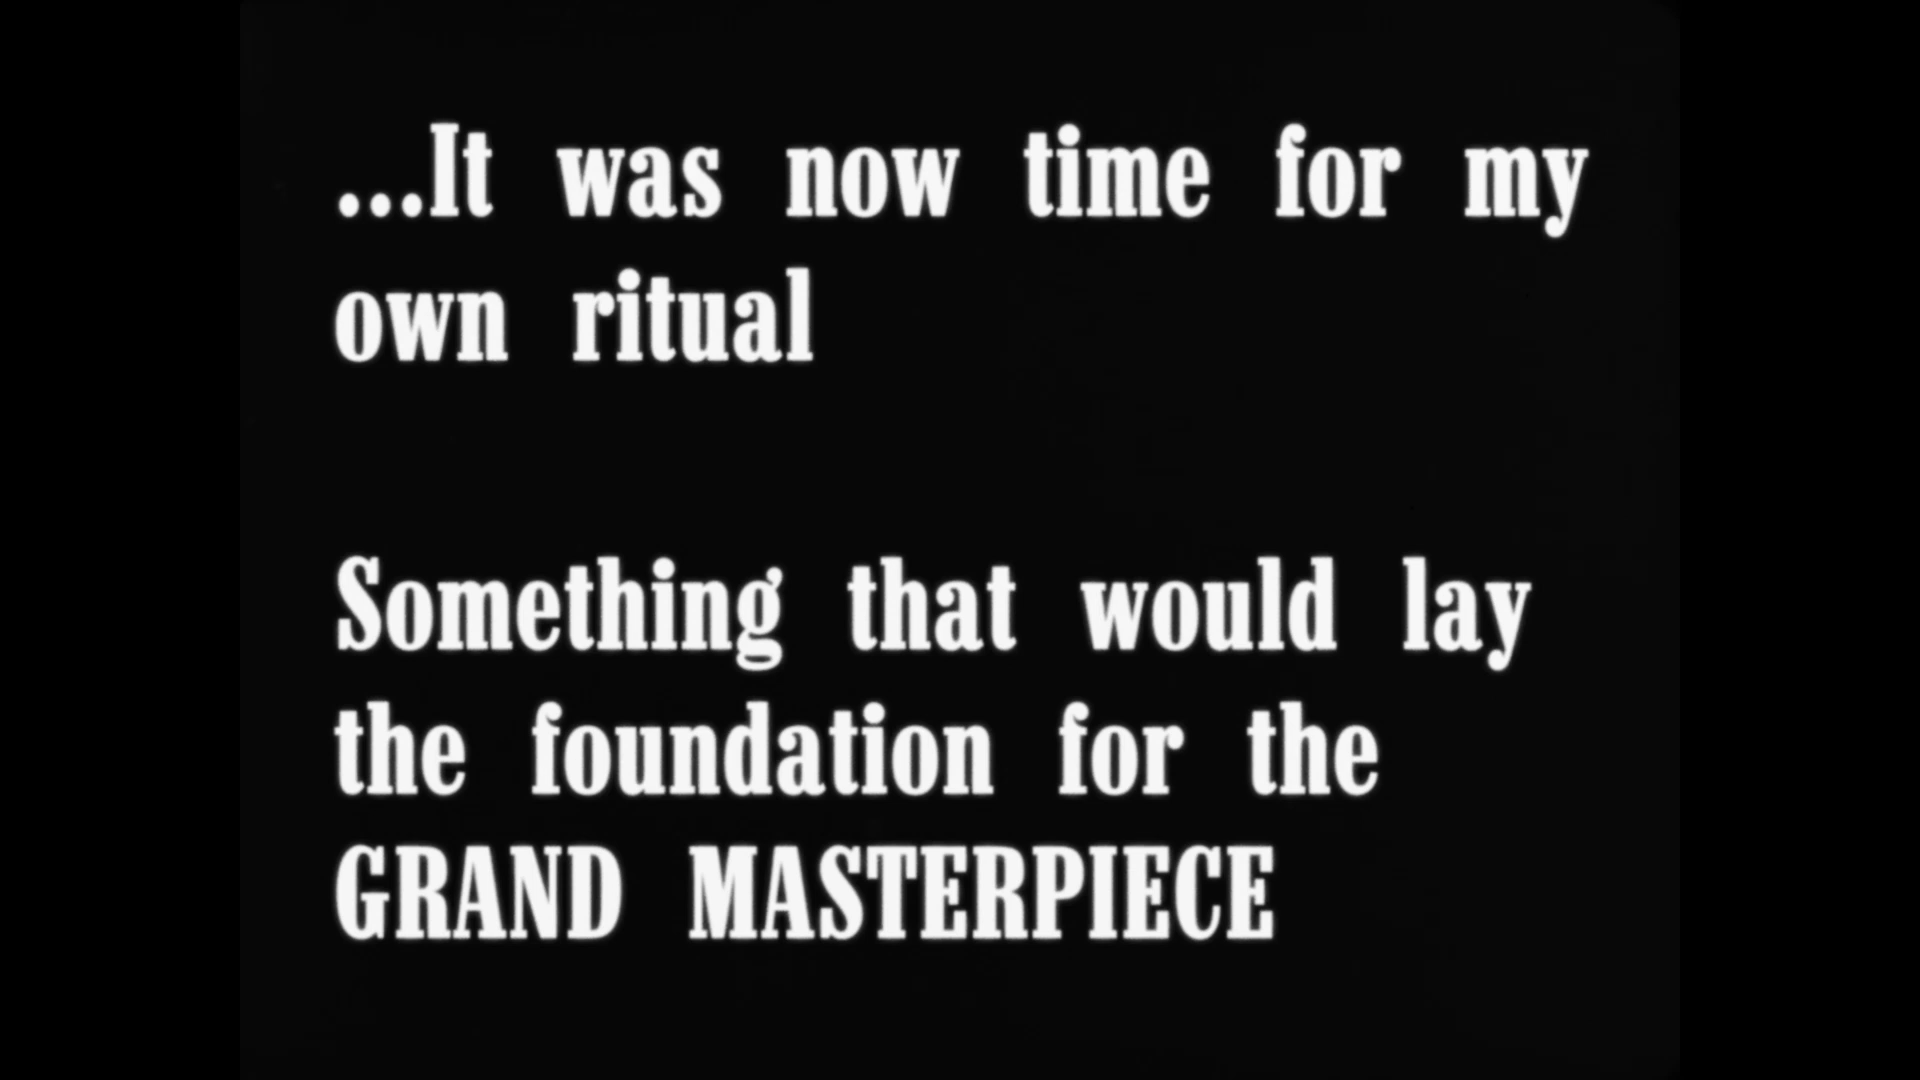 ...It was now time for my
own ritual
Something that would lay
the foundation for the
GRAND MASTERPIECE